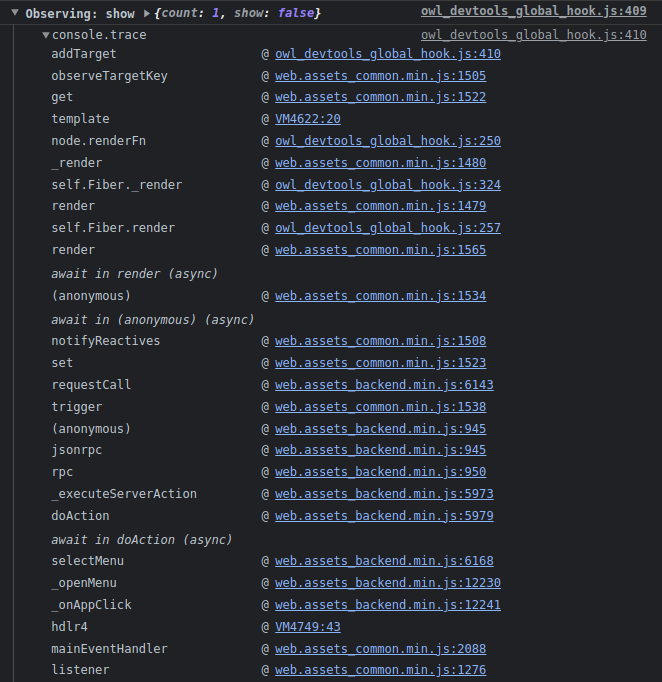 ▼ Observing: show ▶{count: 1, show: false} owl_devtools_global_hook.js:409
▼console.trace owl_devtools_global_hook.js:410
addTarget @ owl_devtools_global_hook.js:410
observeTargetKey @ web.assets_common.min.js:1505
get @ web.assets_common.min.js:1522
template @ VM4622:20
node.renderFn @ owl_devtools_global_hook.js:250
_render @ web.assets_common.min.js:1480
self.Fiber._render @ owl_devtools_global_hook.js:324
render @ web.assets_common.min.js:1479
self.Fiber.render @ owl_devtools_global_hook.js:257
render @ web.assets_common.min.js:1565
await in render (async)
(anonymous) @ web.assets_common.min.js:1534
await in (anonymous) (async)
notifyReactives @ web.assets_common.min.js:1508
set @ web.assets_common.min.js:1523
requestCall @ web.assets_backend.min.js:6143
trigger @ web.assets_common.min.js:1538
(anonymous) @ web.assets_backend.min.js:945
jsonrpc @ web.assets_backend.min.js:945
rpc @ web.assets_backend.min.js:950
_executeServerAction @ web.assets_backend.min.js:5973
doAction @ web.assets_backend.min.js:5979
await in doAction (async)
selectMenu @ web.assets_backend.min.js:6168
_openMenu @ web.assets_backend.min.js:12230
_onAppClick @ web.assets_backend.min.js:12241
hdlr4 @ VM4749:43
mainEventHandler @ web.assets_common.min.js:2088
listener @ web.assets_common.min.js:1276